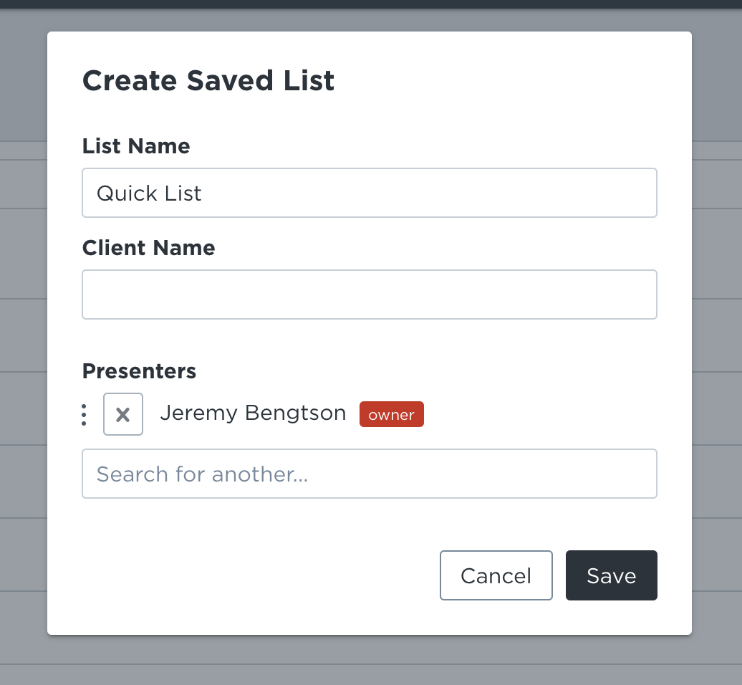 Create Saved List
List Name
Quick List
Client Name
Presenters
Jeremy Bengtson owner
Search for another...
Cancel Save